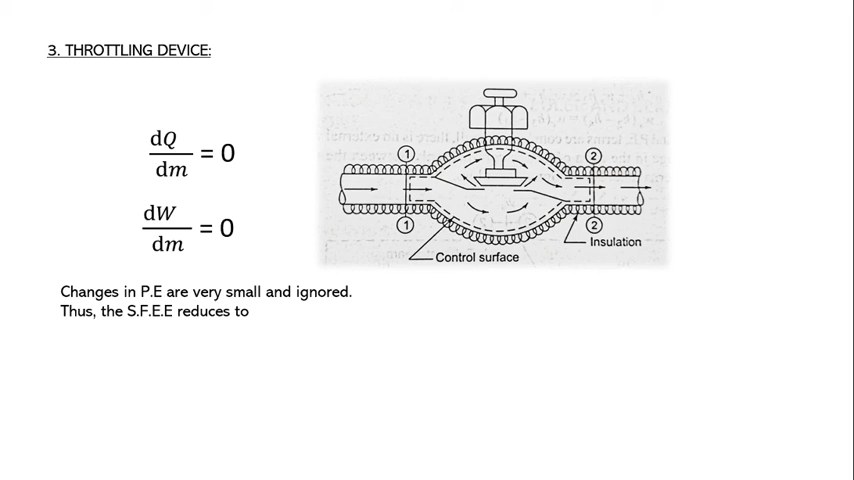 3. THROTTLING DEVICE:
dQ
dm
= 0
dW
dm
= 0
1
2
1
2
Insulation
Control surface
Changes in P.E are very small and ignored.
Thus, the S.F.E.E reduces to